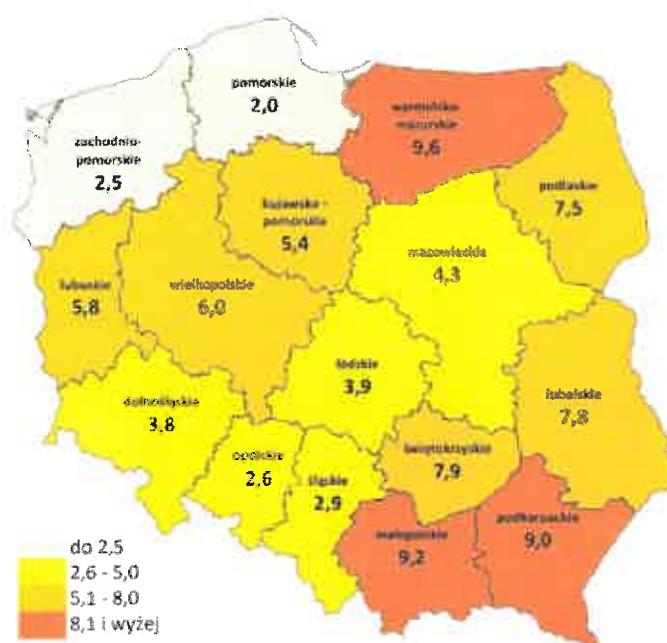 pomorskie
2,0
warmińsko-
mazurskie
9,6
zachodnio-
pomorskie
2,5
podlaskie
7,5
kujawsko -
pomorskie
5,4
mazowieckie
4,3
lubuskie
5,8
wielkopolskie
6,0
łódzkie
3,9
lubelskie
7,8
dolnośląskie
3,8
opolskie
2,6
śląskie
2,9
świętokrzyskie
7,9
małopolskie
9,2
podkarpackie
9,0
do 2,5
2,6 - 5,0
5,1 - 8,0
8,1 i wyżej